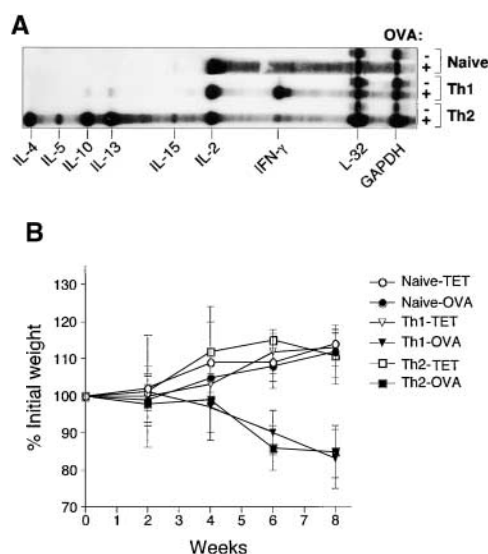 A
OVA:
-
+ Naive
-
+ Th1
-
+ Th2
IL-4 IL-5 IL-10 IL-13 IL-15 IL-2 IFN-γ L-32 GAPDH
B
% Initial weight
130
120
110
100
90
80
70
0 1 2 3 4 5 6 7 8
Weeks
Naive-TET
Naive-OVA
Th1-TET
Th1-OVA
Th2-TET
Th2-OVA